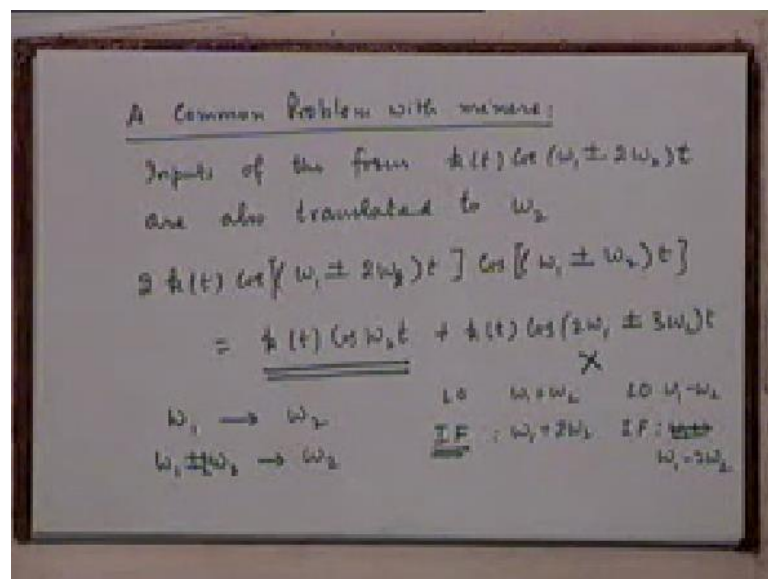 A Common Problem with mixers:
Inputs of the form k(t) Cos (ω₁ ± 2ω₂)t
are also translated to ω₂
2 k(t) Cos[(ω₁ ± 2ω₂)t] Cos[(ω₁ ± ω₂)t]
= k(t) Cos ω₂t + k(t) Cos(2ω₁ ± 3ω₂)t
X
ω₁ → ω₂ LO ω₁+ω₂ LO ω₁-ω₂
ω₁ ± 2ω₂ → ω₂ IF : ω₁+2ω₂ IF :
ω₁-2ω₂